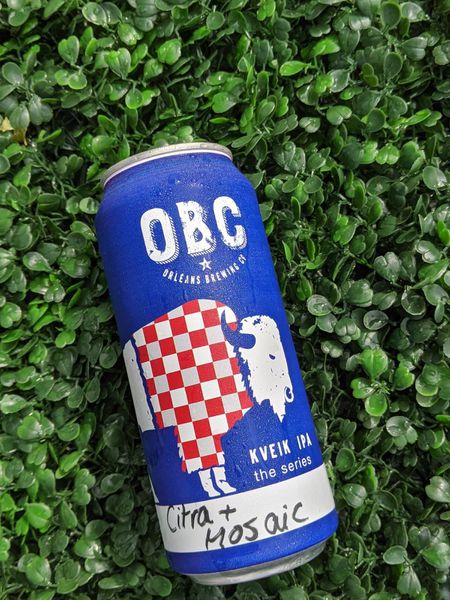 OBC
ORLEANS BREWING CO
KVEIK IPA
the series
Citra +
Mosaic